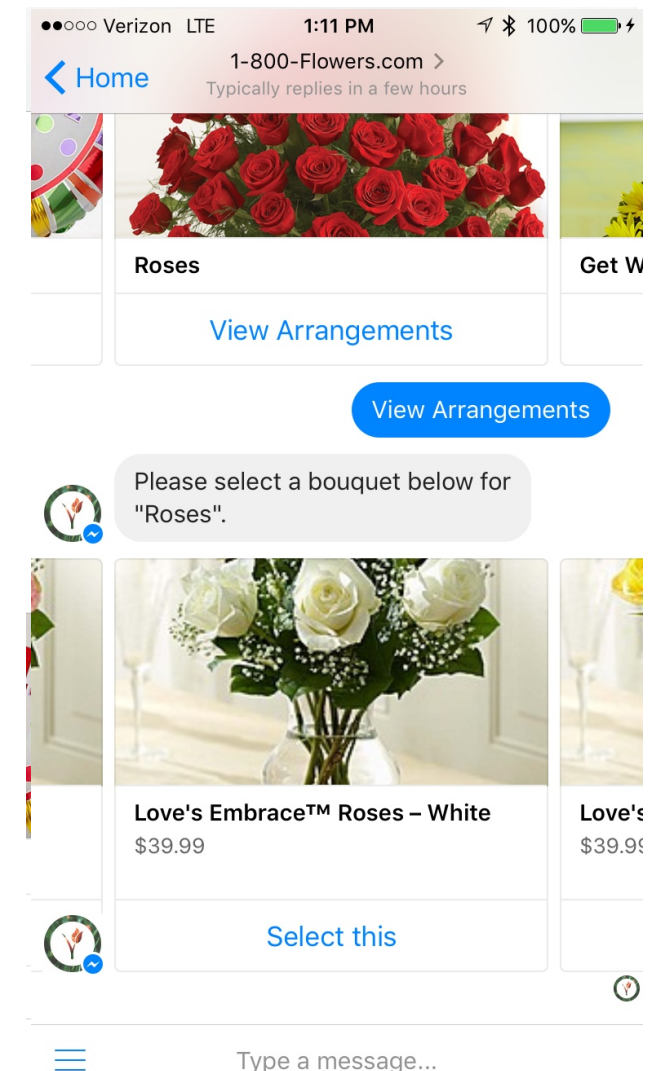 ●●○○○ Verizon LTE 1:11 PM 100%
Home
1-800-Flowers.com >
Typically replies in a few hours
Roses
Get W
View Arrangements
View Arrangements
Please select a bouquet below for
"Roses".
Love's Embrace™ Roses – White
Love's
$39.99
$39.99
Select this
Type a message...